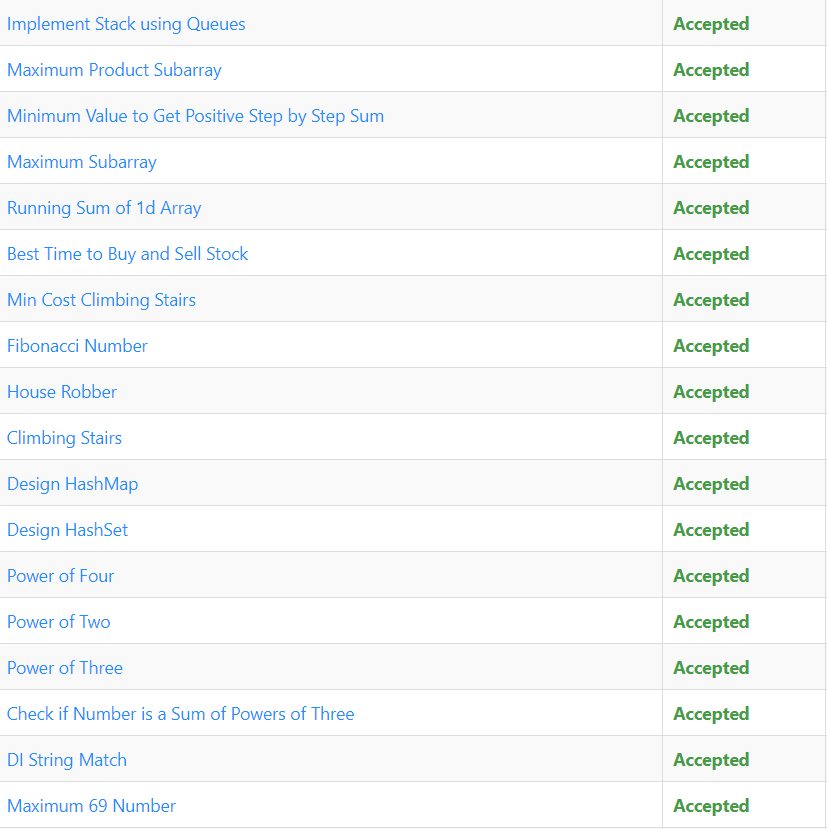 Implement Stack using Queues Accepted
Maximum Product Subarray Accepted
Minimum Value to Get Positive Step by Step Sum Accepted
Maximum Subarray Accepted
Running Sum of 1d Array Accepted
Best Time to Buy and Sell Stock Accepted
Min Cost Climbing Stairs Accepted
Fibonacci Number Accepted
House Robber Accepted
Climbing Stairs Accepted
Design HashMap Accepted
Design HashSet Accepted
Power of Four Accepted
Power of Two Accepted
Power of Three Accepted
Check if Number is a Sum of Powers of Three Accepted
DI String Match Accepted
Maximum 69 Number Accepted